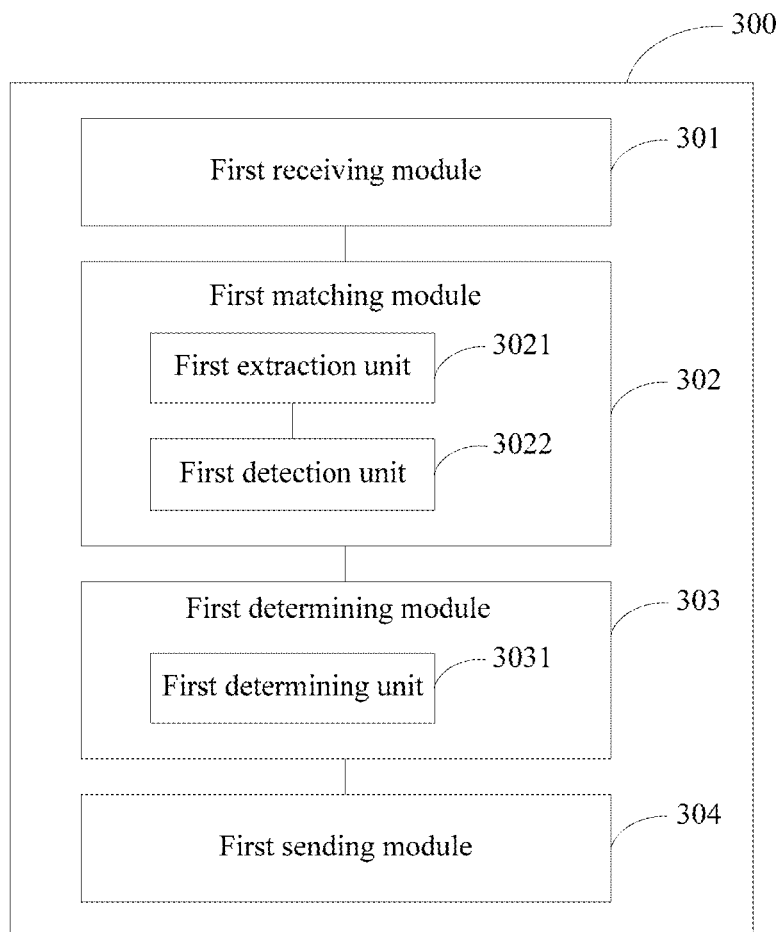 300
First receiving module
301
First matching module
First extraction unit
3021
302
First detection unit
3022
First determining module
303
First determining unit
3031
First sending module
304